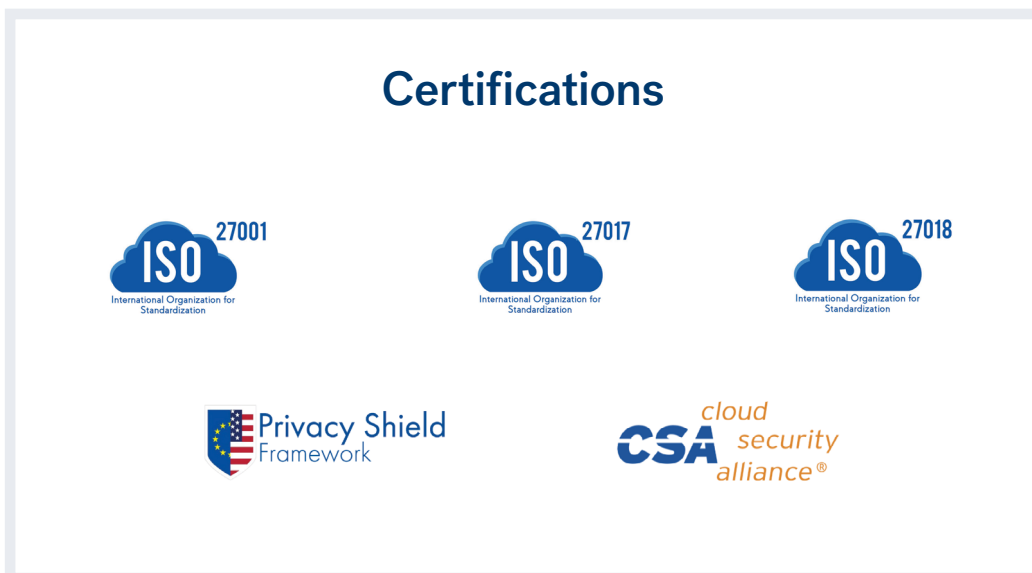 Certifications
ISO 27001
International Organization for
Standardization
ISO 27017
International Organization for
Standardization
ISO 27018
International Organization for
Standardization
Privacy Shield
Framework
CSA
cloud
security
alliance®